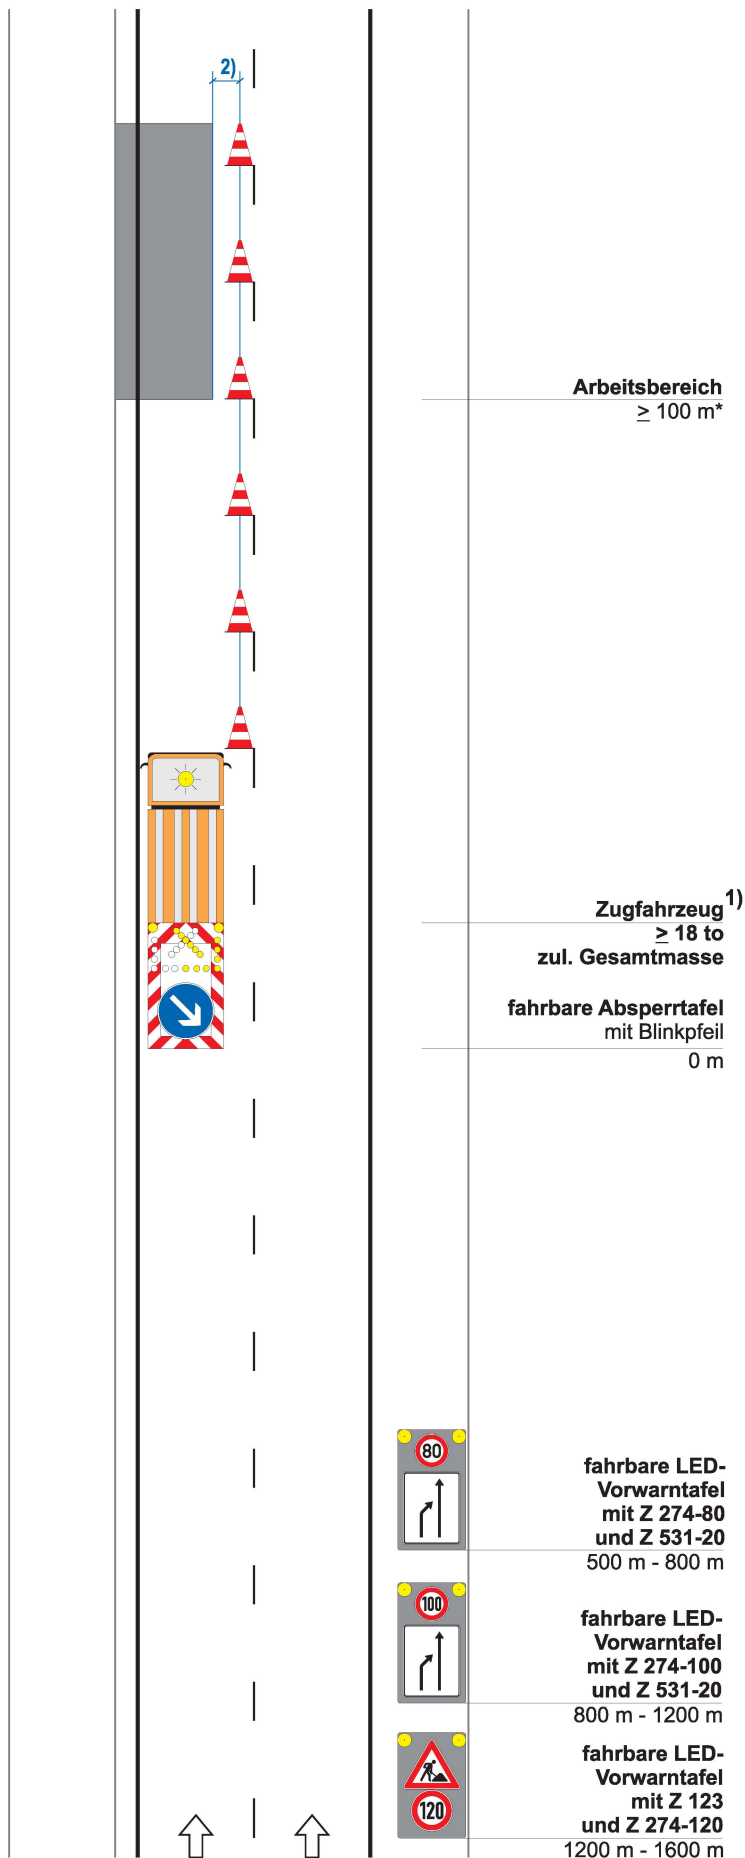 2)
Arbeitsbereich
≥ 100 m*
Zugfahrzeug 1)
≥ 18 to
zul. Gesamtmasse
fahrbare Absperrtafel
mit Blinkpfeil
0 m
80
fahrbare LED-
Vorwarntafel
mit Z 274-80
und Z 531-20
500 m - 800 m
100
fahrbare LED-
Vorwarntafel
mit Z 274-100
und Z 531-20
800 m - 1200 m
fahrbare LED-
Vorwarntafel
mit Z 123
120
und Z 274-120
1200 m - 1600 m